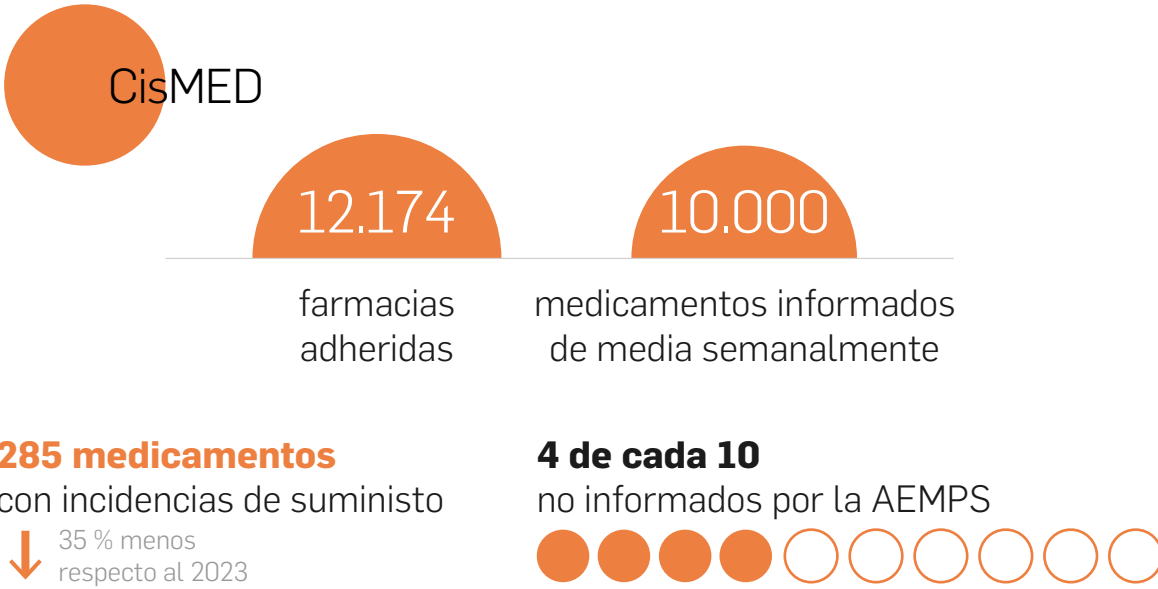 CisMED
12.174
farmacias
adheridas
10.000
medicamentos informados
de media semanalmente
285 medicamentos
con incidencias de suministo
35 % menos
respecto al 2023
4 de cada 10
no informados por la AEMPS